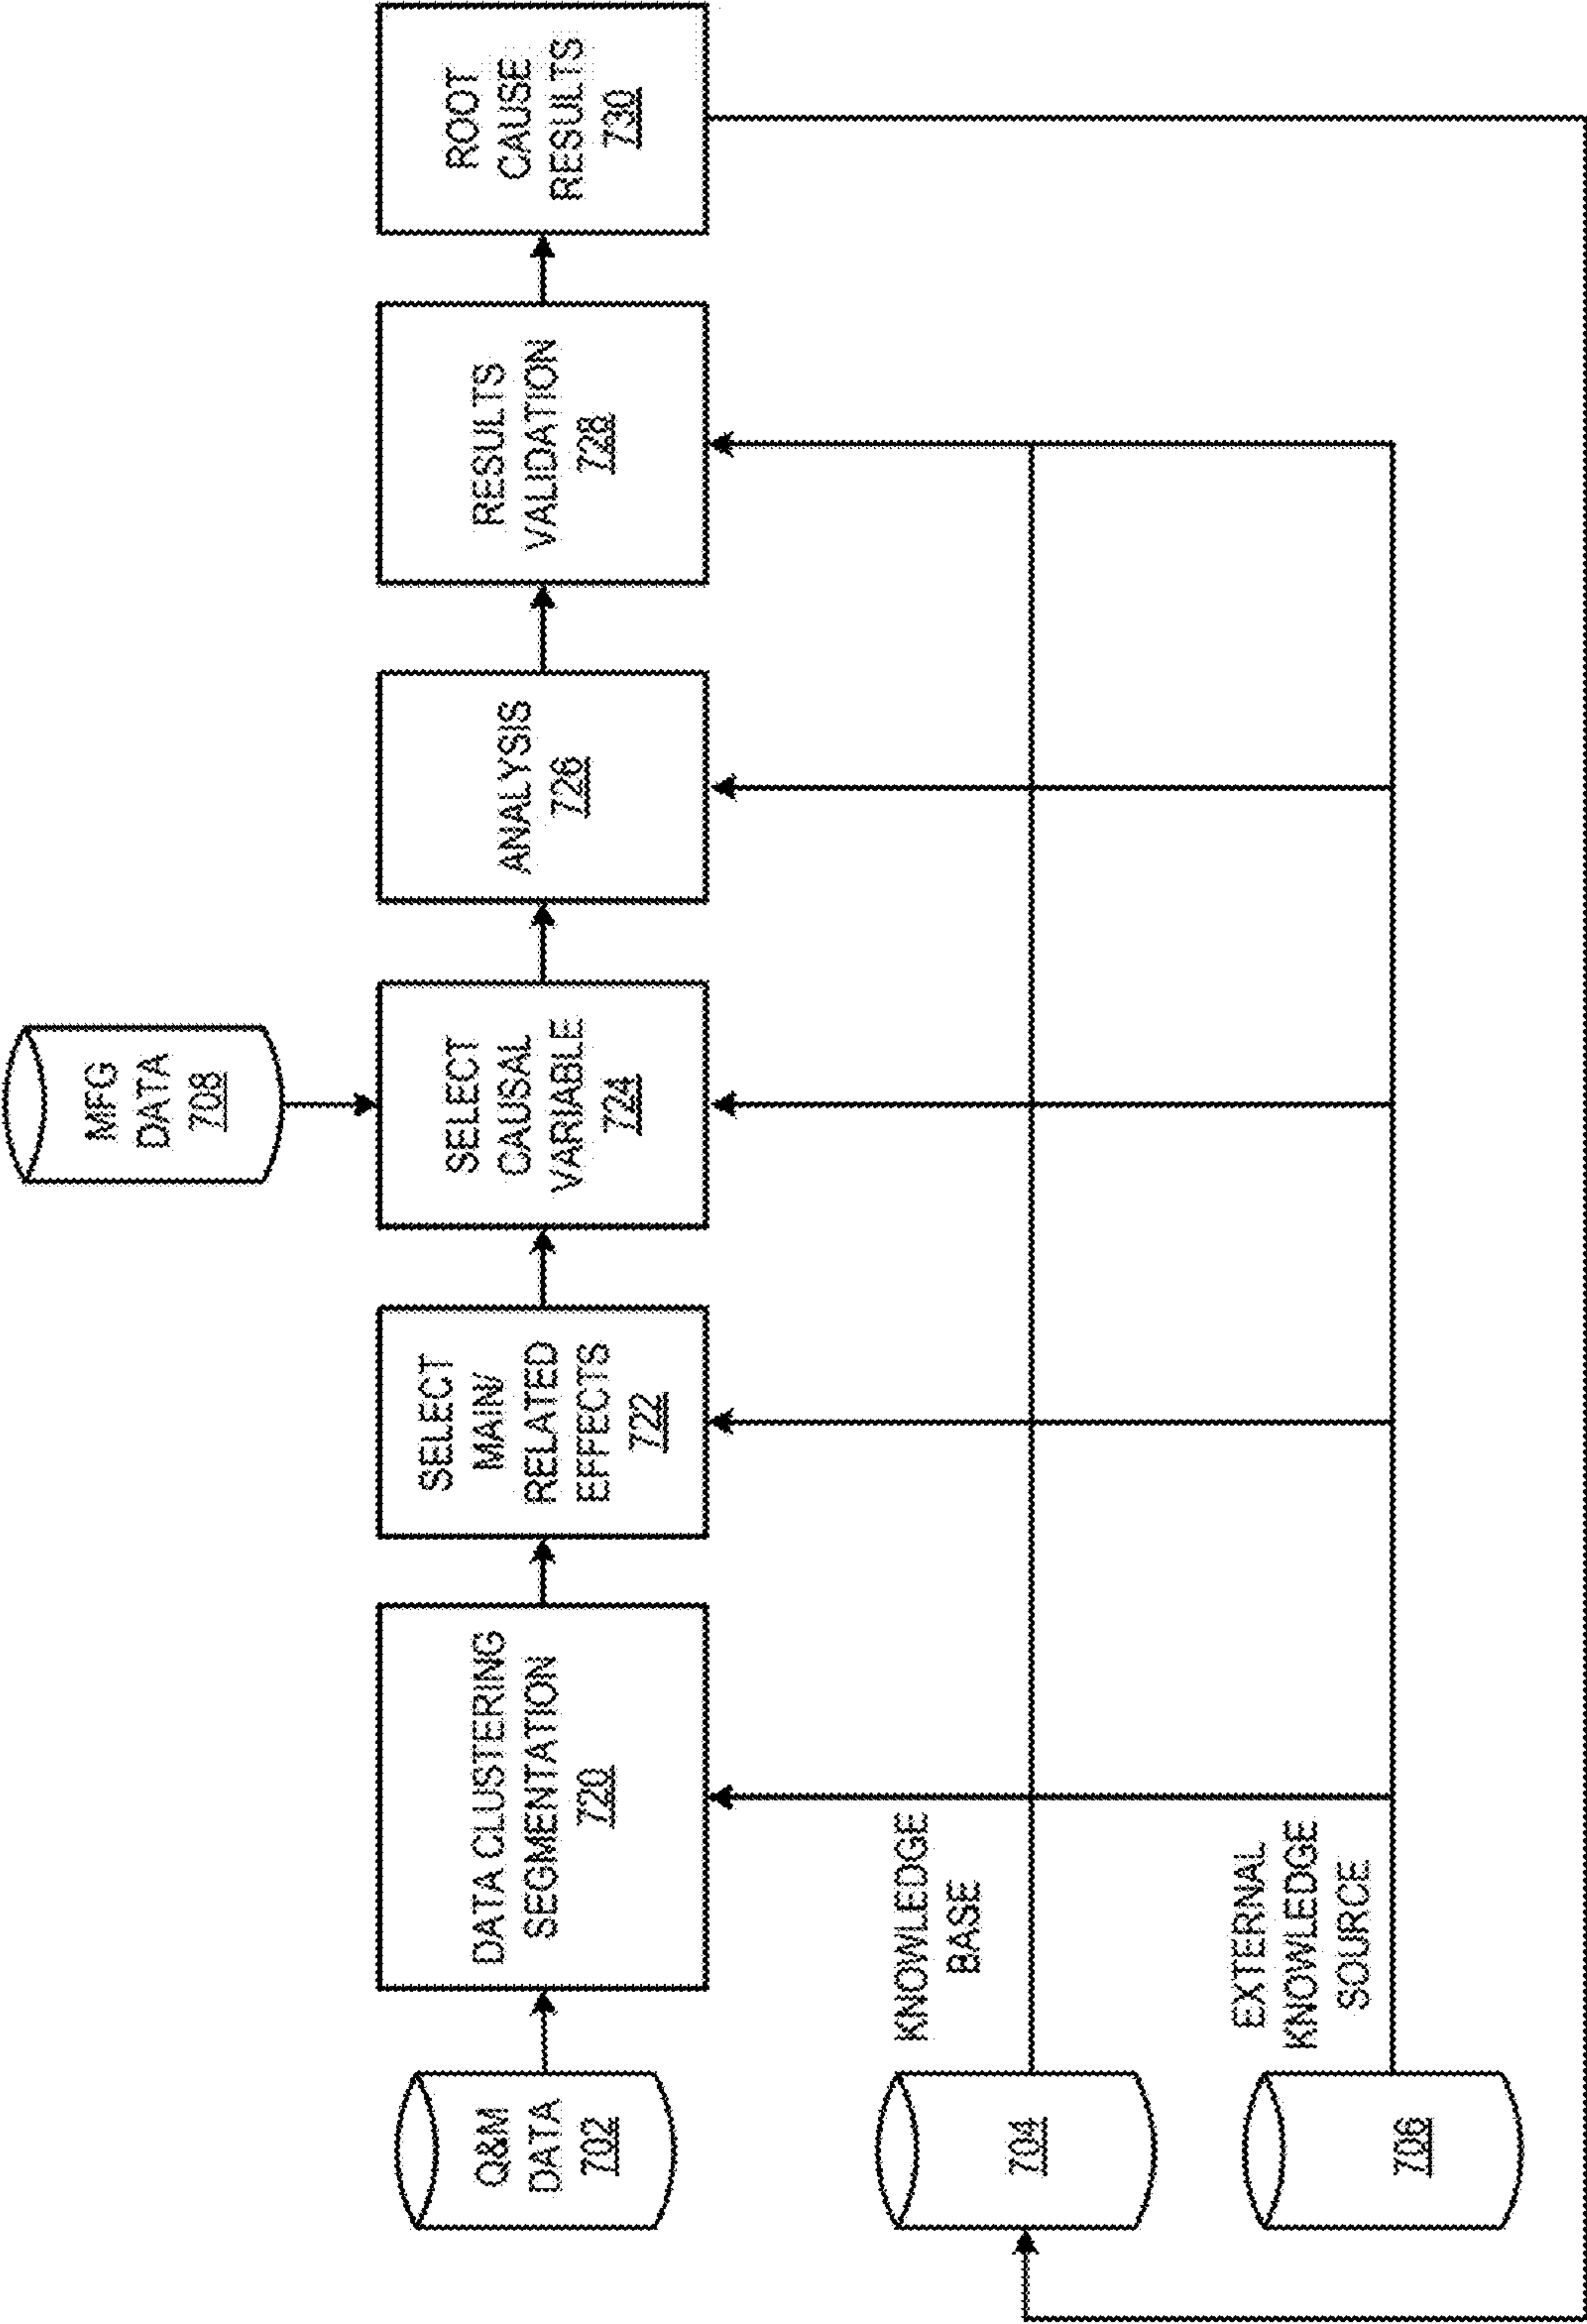 MFG
DATA
708
Q&M
DATA
702
DATA CLUSTERING
SEGMENTATION
720
SELECT
MAIN/
RELATED
EFFECTS
722
SELECT
CAUSAL
VARIABLE
724
ANALYSIS
726
RESULTS
VALIDATION
728
ROOT
CAUSE
RESULTS
730
KNOWLEDGE
BASE
704
EXTERNAL
KNOWLEDGE
SOURCE
706